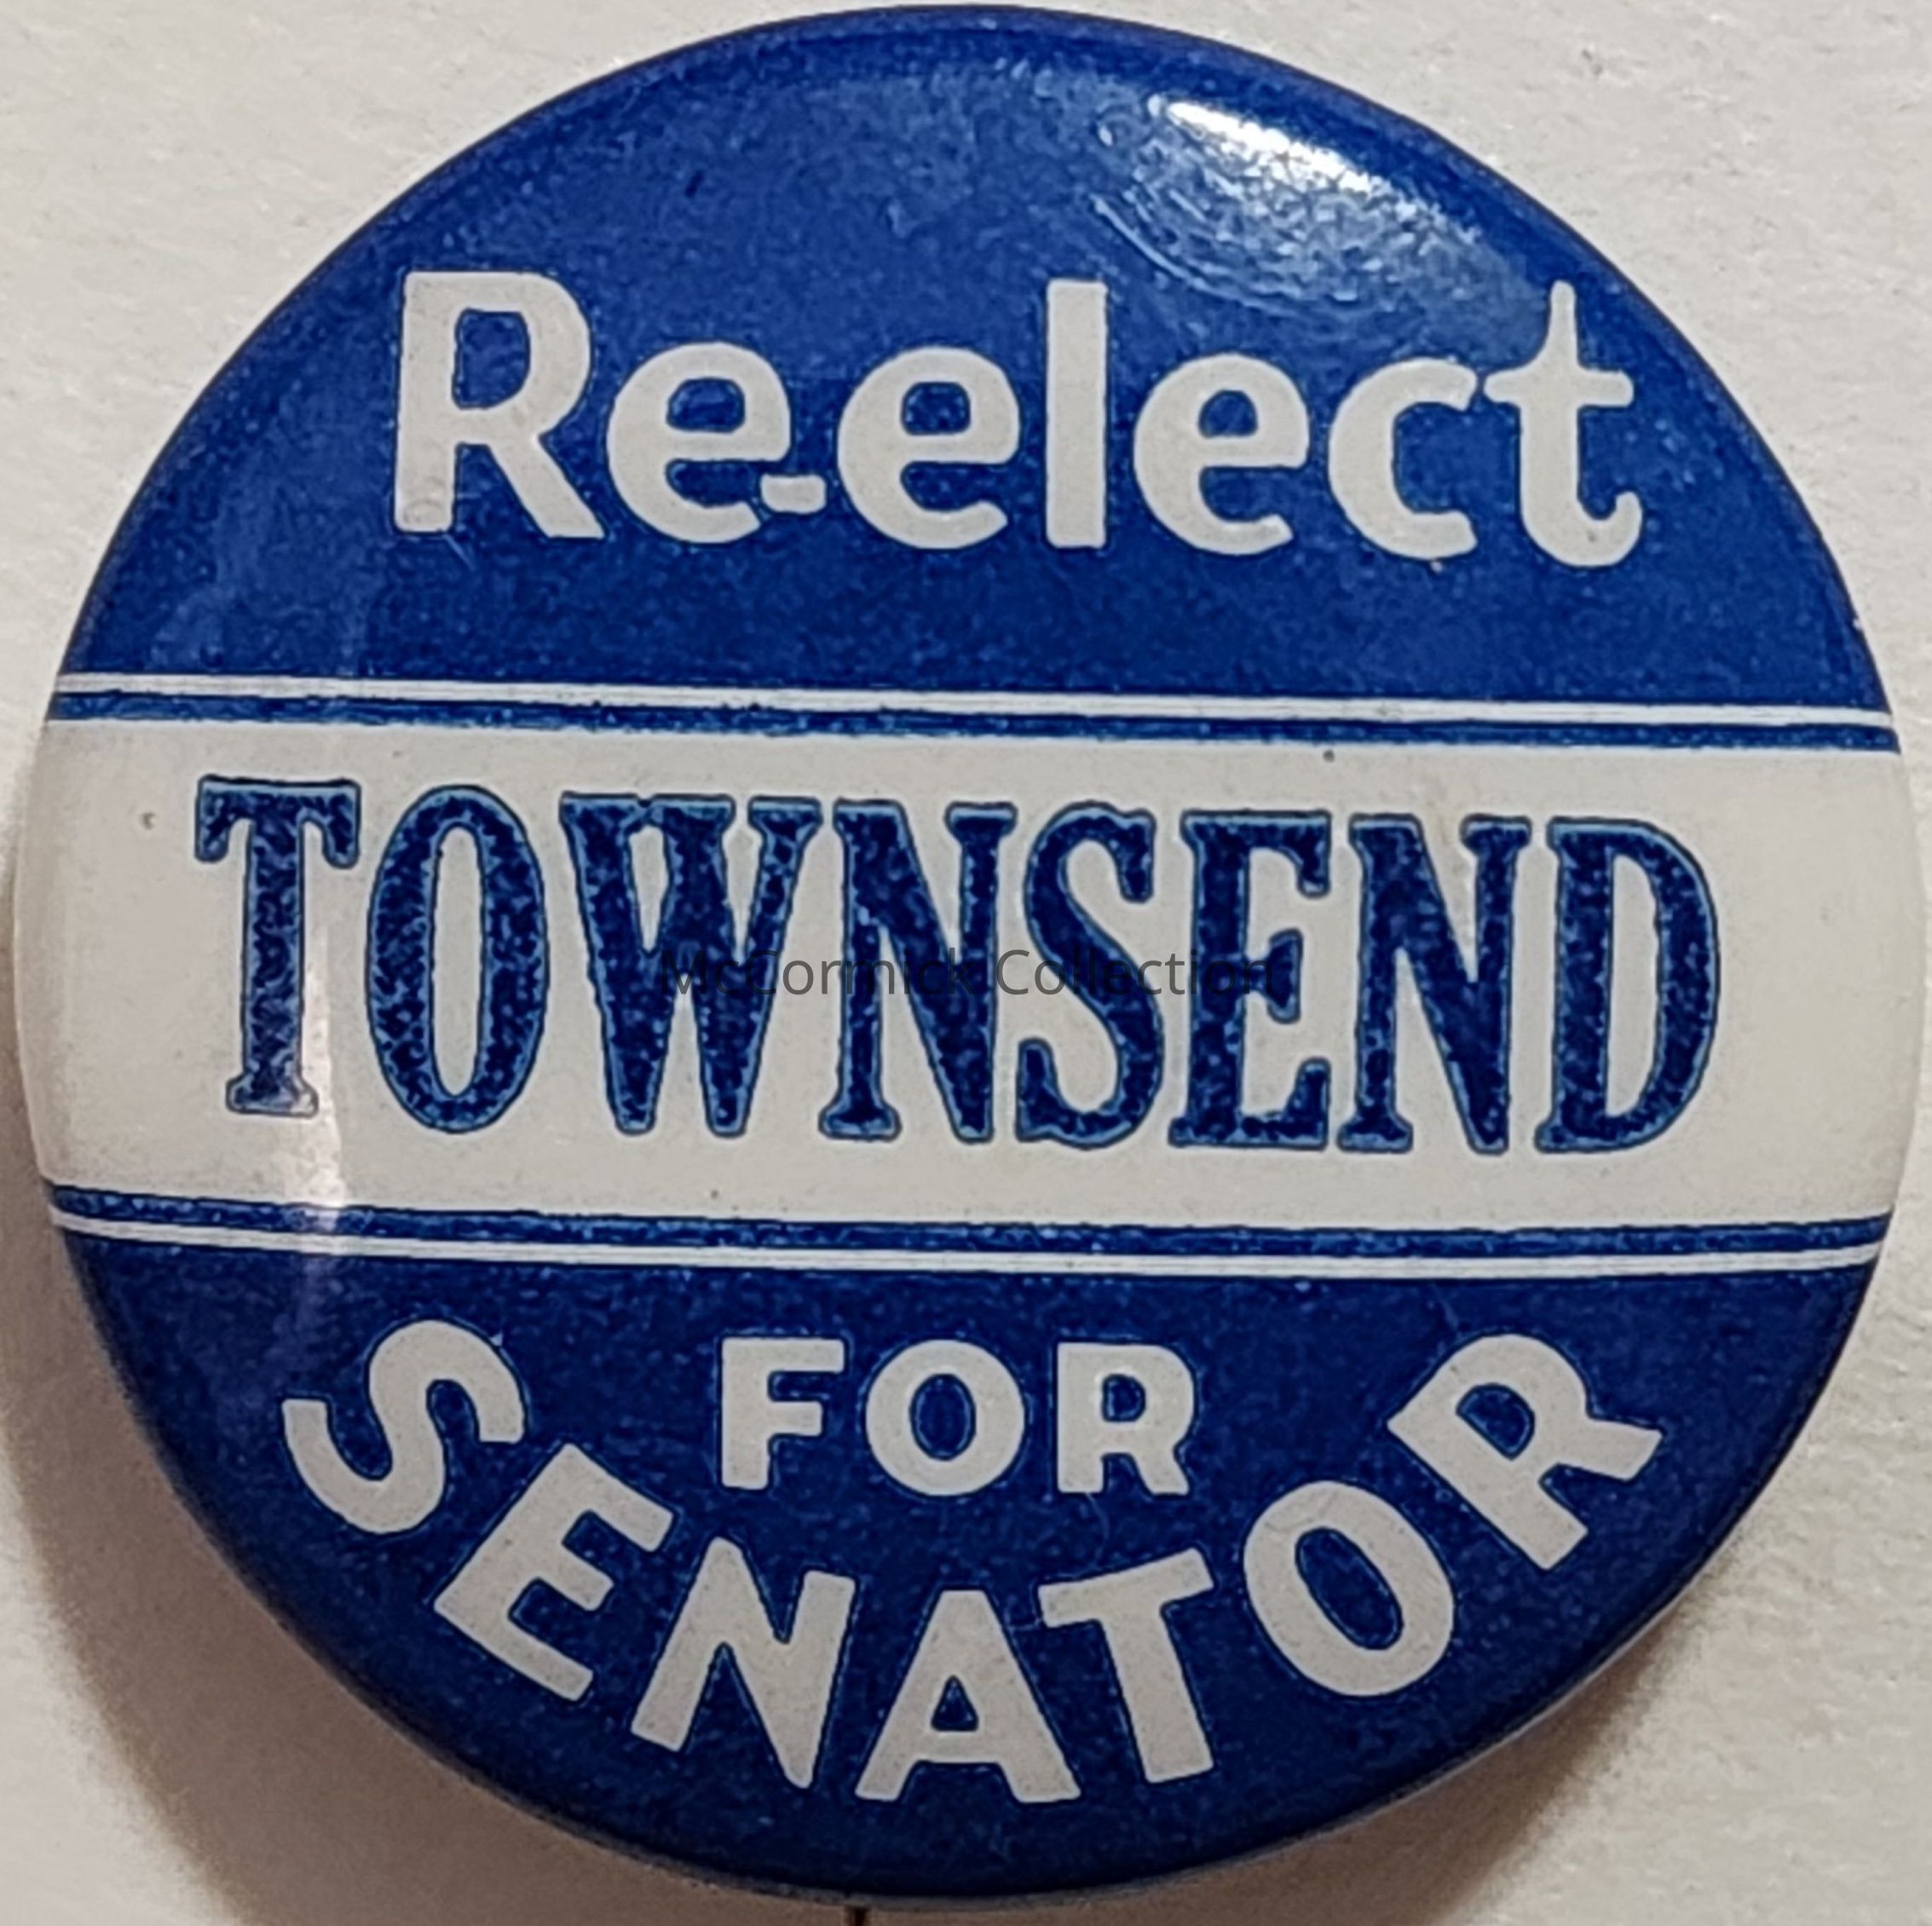 Re-elect
TOWNSEND
McCormick Collection
FOR
SENATOR